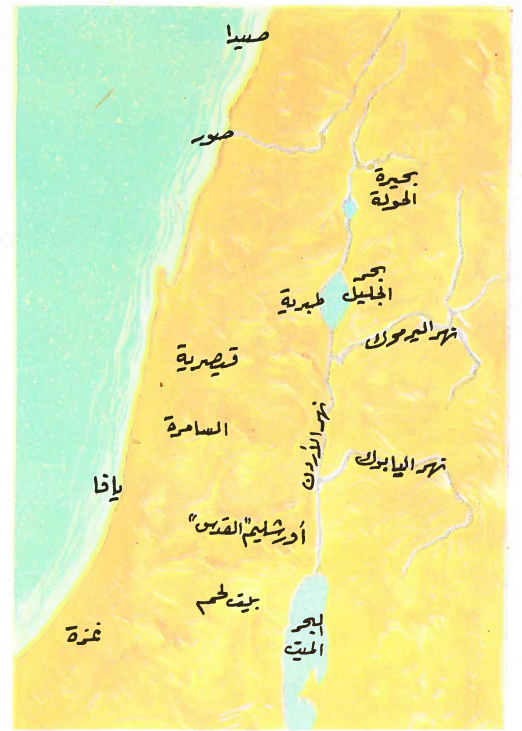 صيدا
صور
بحيرة
الحولة
بحر
الجليل
طبرية
نهر اليرموك
قيصرية
السامرة
نهر الأردن
نهر اليابوك
يافا
أورشليم "القدس"
بيت لحم
البحر
الميت
غزة